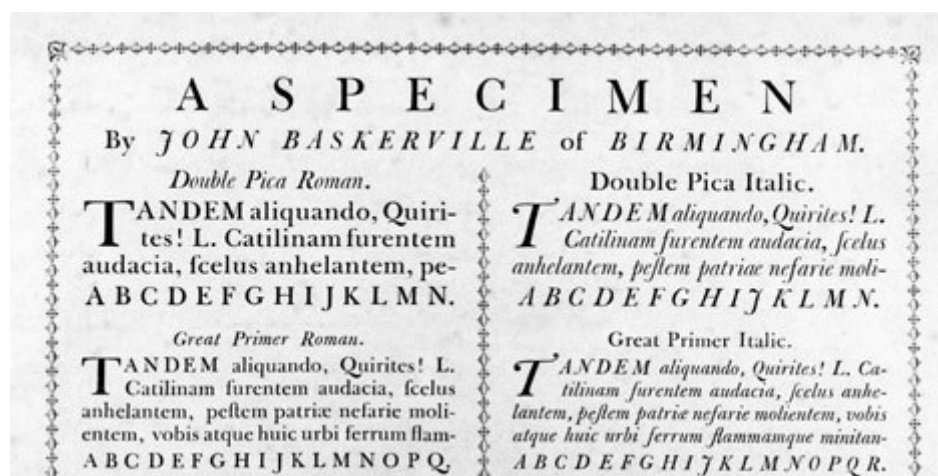 A SPECIMEN
By JOHN BASKERVILLE of BIRMINGHAM.
Double Pica Roman.
TANDEM aliquando, Quiri-
tes! L. Catilinam furentem
audacia, ſcelus anhelantem, pe-
A B C D E F G H I J K L M N.
Great Primer Roman.
TANDEM aliquando, Quirites! L.
Catilinam furentem audacia, ſcelus
anhelantem, peſtem patriæ nefarie moli-
entem, vobis atque huic urbi ferrum flam-
A B C D E F G H I J K L M N O P Q,
Double Pica Italic.
TANDEM aliquando, Quirites! L.
Catilinam furentem audacia, ſcelus
anhelantem, peſtem patriæ nefarie moli-
A B C D E F G H I J K L M N.
Great Primer Italic.
TANDEM aliquando, Quirites! L. Ca-
tilinam furentem audacia, ſcelus anhe-
lantem, peſtem patriæ nefarie molientem, vobis
atque huic urbi ferrum flammamque minitan-
A B C D E F G H I J K L M N O P Q R.